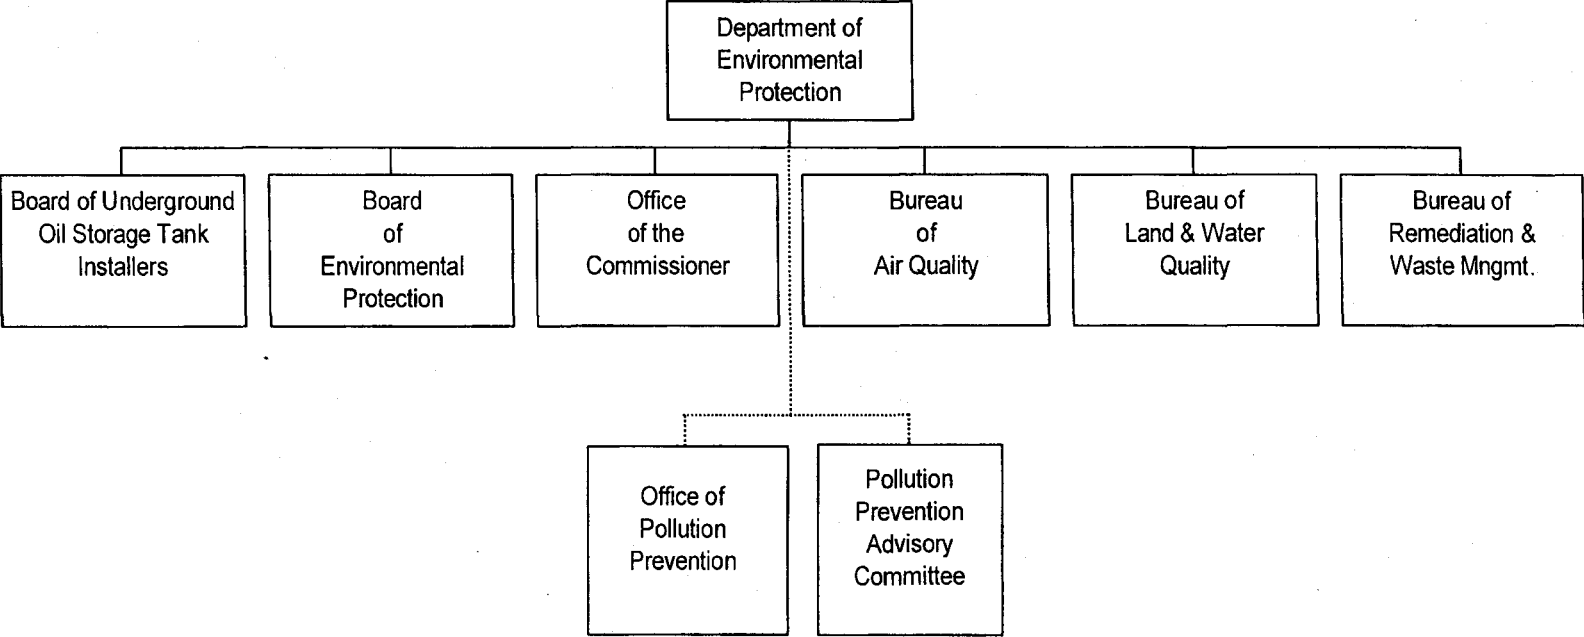 Department of
Environmental
Protection
Board of Underground
Oil Storage Tank
Installers
Board
of
Environmental
Protection
Office
of the
Commissioner
Bureau
of
Air Quality
Bureau of
Land & Water
Quality
Bureau of
Remediation &
Waste Mngmt.
Office of
Pollution
Prevention
Pollution
Prevention
Advisory
Committee